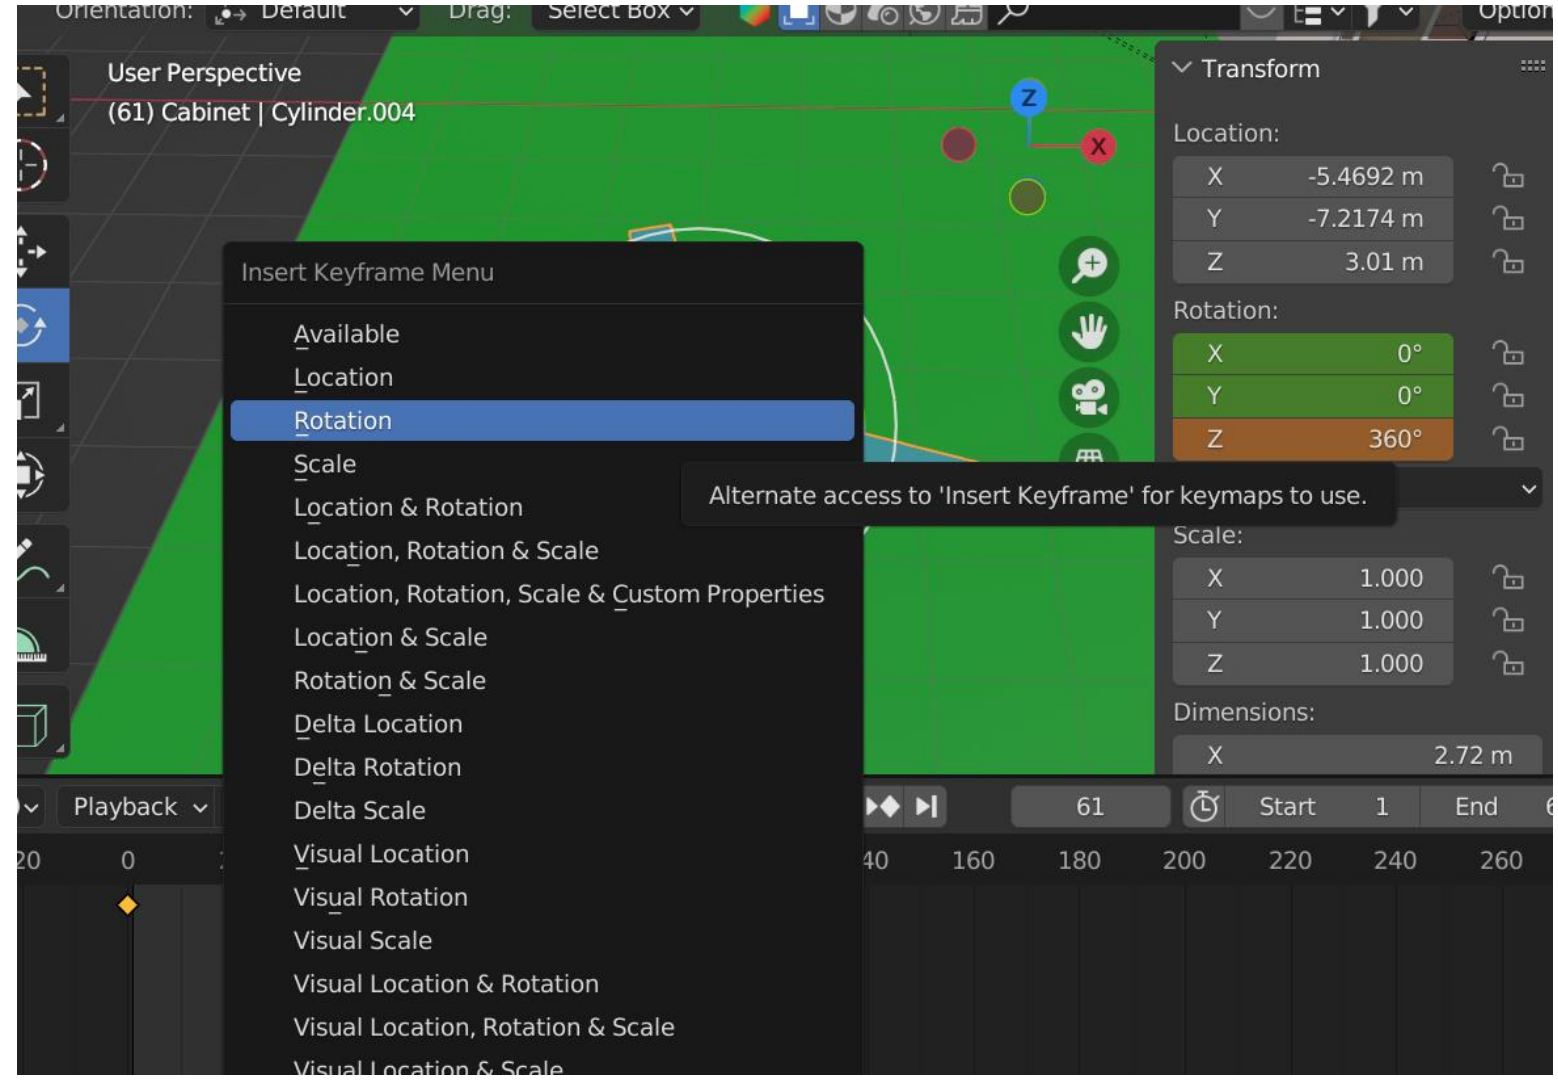 Orientation: Default Drag: Select Box Option
User Perspective
(61) Cabinet | Cylinder.004
Z
X
Transform
Location:
X -5.4692 m
Y -7.2174 m
Z 3.01 m
Rotation:
X 0°
Y 0°
Z 360°
Scale:
X 1.000
Y 1.000
Z 1.000
Dimensions:
X 2.72 m
Insert Keyframe Menu
Available
Location
Rotation
Scale
Location & Rotation
Location, Rotation & Scale
Location, Rotation, Scale & Custom Properties
Location & Scale
Rotation & Scale
Delta Location
Delta Rotation
Delta Scale
Visual Location
Visual Rotation
Visual Scale
Visual Location & Rotation
Visual Location, Rotation & Scale
Visual Location & Scale
Alternate access to 'Insert Keyframe' for keymaps to use.
Playback 61 Start 1 End 6
20 0 40 160 180 200 220 240 260